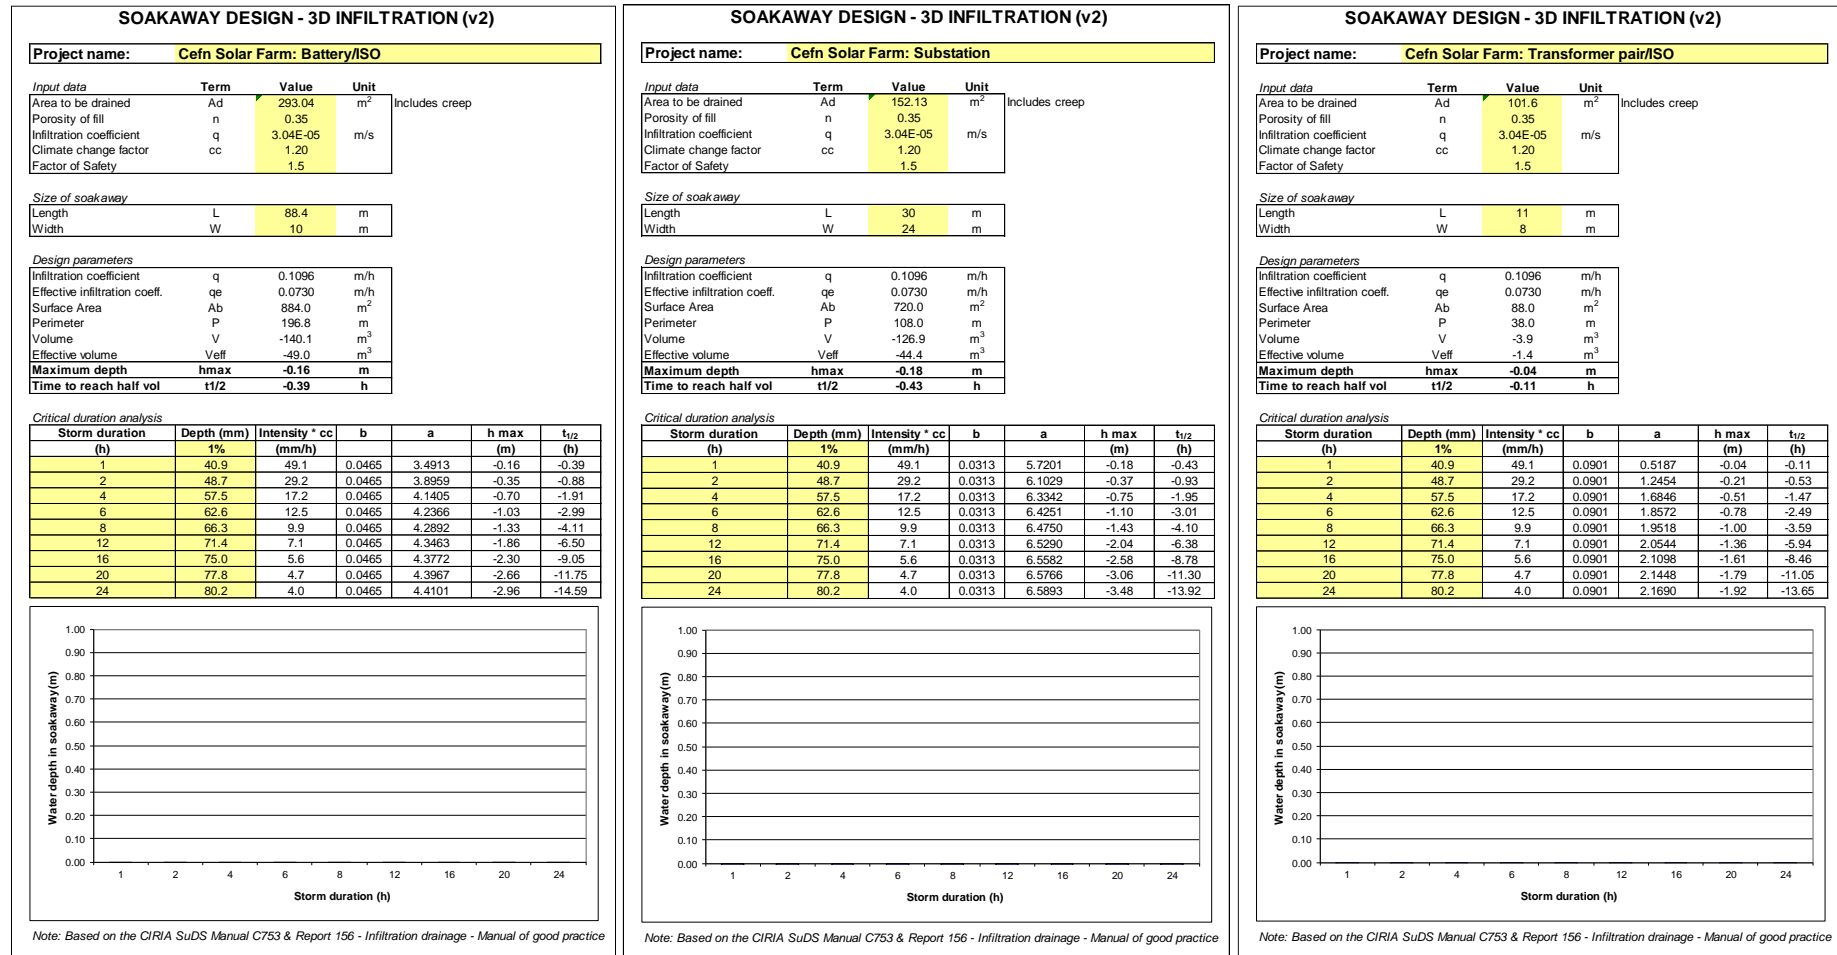 SOAKAWAY DESIGN - 3D INFILTRATION (v2)
Project name: Cefn Solar Farm: Battery/ISO
Input data Term Value Unit
Area to be drained Ad 293.04 m² Includes creep
Porosity of fill n 0.35
Infiltration coefficient q 3.04E-05 m/s
Climate change factor cc 1.20
Factor of Safety 1.5
Size of soakaway
Length L 88.4 m
Width W 10 m
Design parameters
Infiltration coefficient q 0.1096 m/h
Effective infiltration coeff. qe 0.0730 m/h
Surface Area Ab 884.0 m²
Perimeter P 196.8 m
Volume V -140.1 m³
Effective volume Veff -49.0 m³
Maximum depth hmax -0.16 m
Time to reach half vol t1/2 -0.39 h
Critical duration analysis
Storm duration Depth (mm) Intensity * cc b a h max t1/2
(h) 1% (mm/h) (m) (h)
1 40.9 49.1 0.0465 3.4913 -0.16 -0.39
2 48.7 29.2 0.0465 3.8959 -0.35 -0.88
4 57.5 17.2 0.0465 4.1405 -0.70 -1.91
6 62.6 12.5 0.0465 4.2366 -1.03 -2.99
8 66.3 9.9 0.0465 4.2892 -1.33 -4.11
12 71.4 7.1 0.0465 4.3463 -1.86 -6.50
16 75.0 5.6 0.0465 4.3772 -2.30 -9.05
20 77.8 4.7 0.0465 4.3967 -2.66 -11.75
24 80.2 4.0 0.0465 4.4101 -2.96 -14.59
Water depth in soakaway (m)
1.00
0.90
0.80
0.70
0.60
0.50
0.40
0.30
0.20
0.10
0.00
1 2 4 6 8 12 16 20 24
Storm duration (h)
Note: Based on the CIRIA SuDS Manual C753 & Report 156 - Infiltration drainage - Manual of good practice
SOAKAWAY DESIGN - 3D INFILTRATION (v2)
Project name: Cefn Solar Farm: Substation
Input data Term Value Unit
Area to be drained Ad 152.13 m² Includes creep
Porosity of fill n 0.35
Infiltration coefficient q 3.04E-05 m/s
Climate change factor cc 1.20
Factor of Safety 1.5
Size of soakaway
Length L 30 m
Width W 24 m
Design parameters
Infiltration coefficient q 0.1096 m/h
Effective infiltration coeff. qe 0.0730 m/h
Surface Area Ab 720.0 m²
Perimeter P 108.0 m
Volume V -126.9 m³
Effective volume Veff -44.4 m³
Maximum depth hmax -0.18 m
Time to reach half vol t1/2 -0.43 h
Critical duration analysis
Storm duration Depth (mm) Intensity * cc b a h max t1/2
(h) 1% (mm/h) (m) (h)
1 40.9 49.1 0.0313 5.7201 -0.18 -0.43
2 48.7 29.2 0.0313 6.1029 -0.37 -0.93
4 57.5 17.2 0.0313 6.3342 -0.75 -1.95
6 62.6 12.5 0.0313 6.4251 -1.10 -3.01
8 66.3 9.9 0.0313 6.4750 -1.43 -4.10
12 71.4 7.1 0.0313 6.5290 -2.04 -6.38
16 75.0 5.6 0.0313 6.5582 -2.58 -8.78
20 77.8 4.7 0.0313 6.5766 -3.06 -11.30
24 80.2 4.0 0.0313 6.5893 -3.48 -13.92
Water depth in soakaway (m)
1.00
0.90
0.80
0.70
0.60
0.50
0.40
0.30
0.20
0.10
0.00
1 2 4 6 8 12 16 20 24
Storm duration (h)
Note: Based on the CIRIA SuDS Manual C753 & Report 156 - Infiltration drainage - Manual of good practice
SOAKAWAY DESIGN - 3D INFILTRATION (v2)
Project name: Cefn Solar Farm: Transformer pair/ISO
Input data Term Value Unit
Area to be drained Ad 101.6 m² Includes creep
Porosity of fill n 0.35
Infiltration coefficient q 3.04E-05 m/s
Climate change factor cc 1.20
Factor of Safety 1.5
Size of soakaway
Length L 11 m
Width W 8 m
Design parameters
Infiltration coefficient q 0.1096 m/h
Effective infiltration coeff. qe 0.0730 m/h
Surface Area Ab 88.0 m²
Perimeter P 38.0 m
Volume V -3.9 m³
Effective volume Veff -1.4 m³
Maximum depth hmax -0.04 m
Time to reach half vol t1/2 -0.11 h
Critical duration analysis
Storm duration Depth (mm) Intensity * cc b a h max t1/2
(h) 1% (mm/h) (m) (h)
1 40.9 49.1 0.0901 0.5187 -0.04 -0.11
2 48.7 29.2 0.0901 1.2454 -0.21 -0.53
4 57.5 17.2 0.0901 1.6846 -0.51 -1.47
6 62.6 12.5 0.0901 1.8572 -0.78 -2.49
8 66.3 9.9 0.0901 1.9518 -1.00 -3.59
12 71.4 7.1 0.0901 2.0544 -1.36 -5.94
16 75.0 5.6 0.0901 2.1098 -1.61 -8.46
20 77.8 4.7 0.0901 2.1448 -1.79 -11.05
24 80.2 4.0 0.0901 2.1690 -1.92 -13.65
Water depth in soakaway (m)
1.00
0.90
0.80
0.70
0.60
0.50
0.40
0.30
0.20
0.10
0.00
1 2 4 6 8 12 16 20 24
Storm duration (h)
Note: Based on the CIRIA SuDS Manual C753 & Report 156 - Infiltration drainage - Manual of good practice